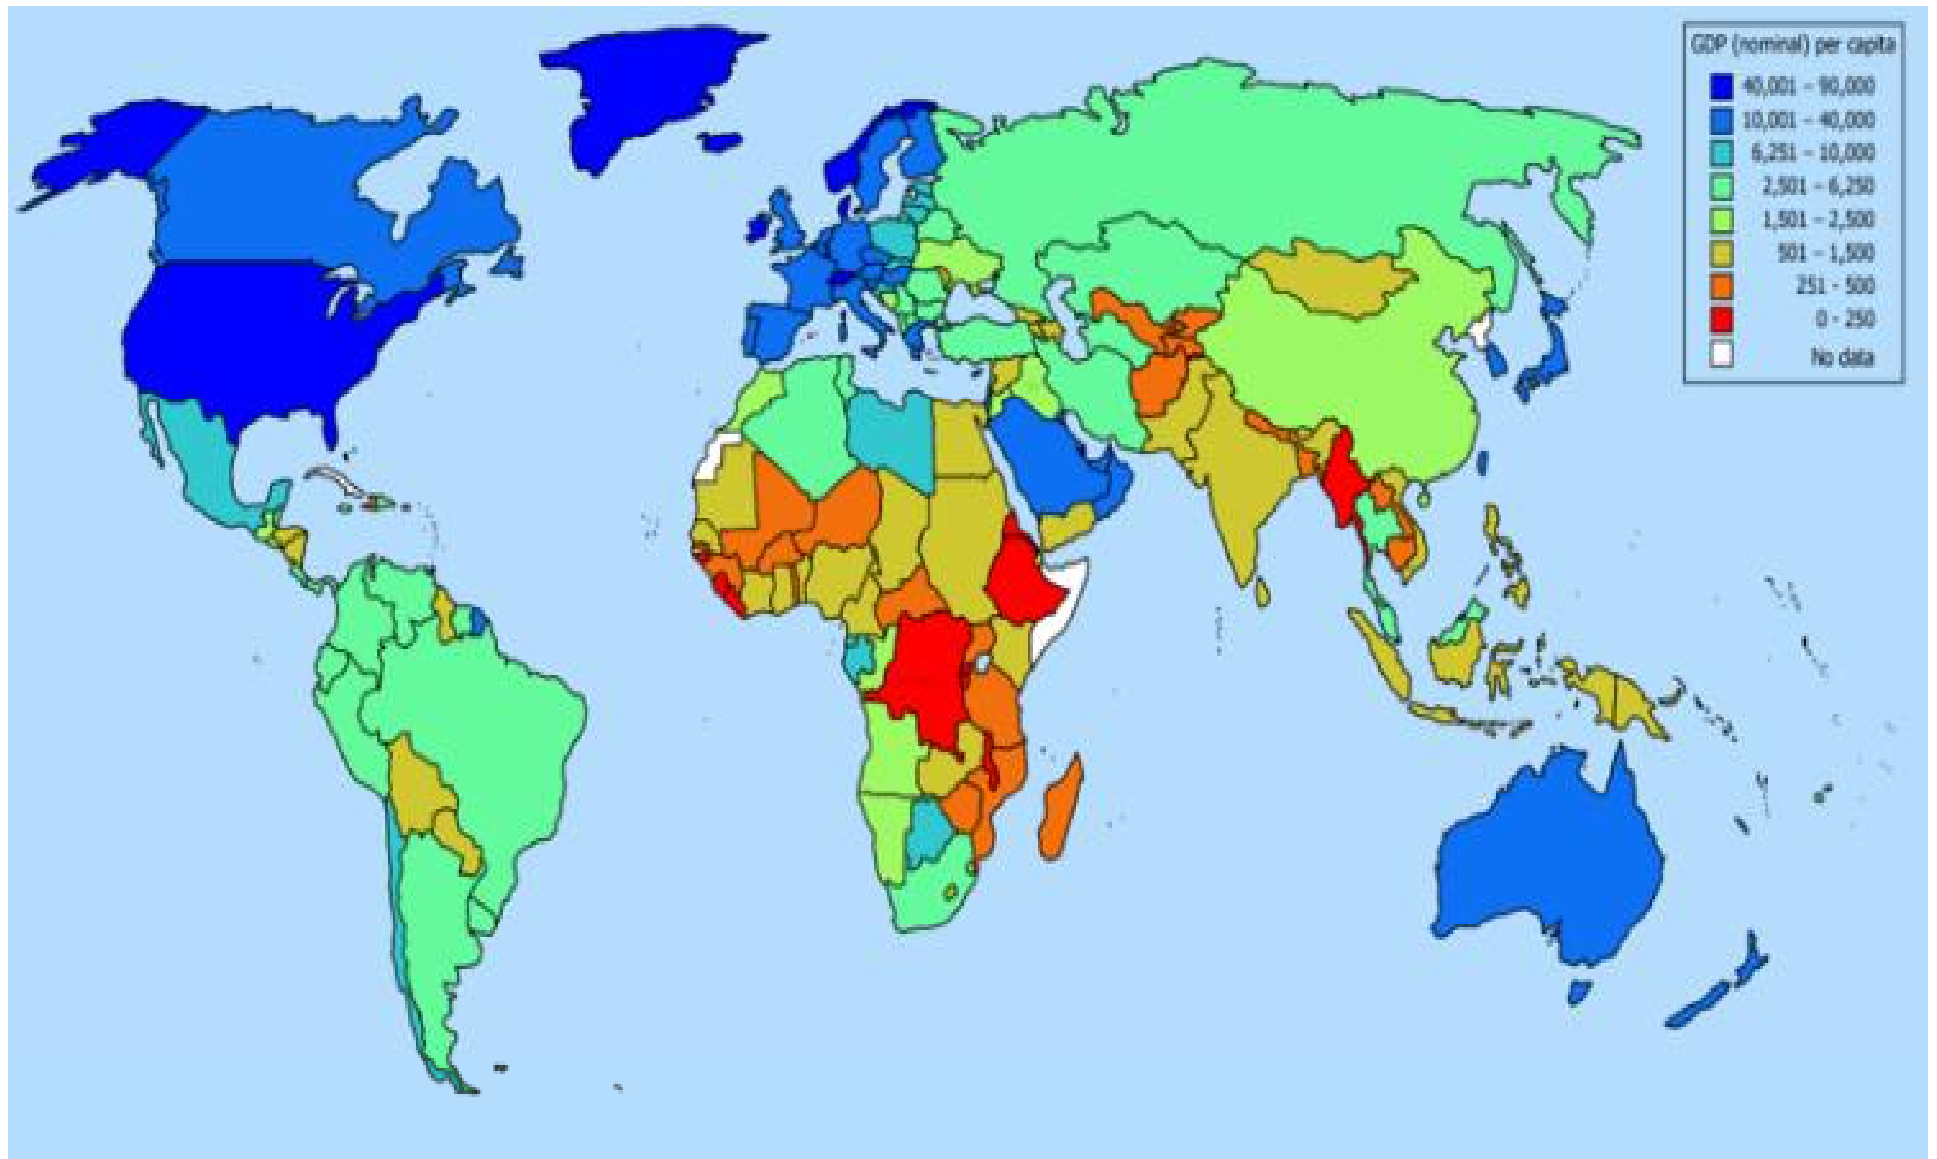 GDP (nominal) per capita
40,001 - 90,000
10,001 - 40,000
6,251 - 10,000
2,501 - 6,250
1,501 - 2,500
501 - 1,500
251 - 500
0 - 250
No data